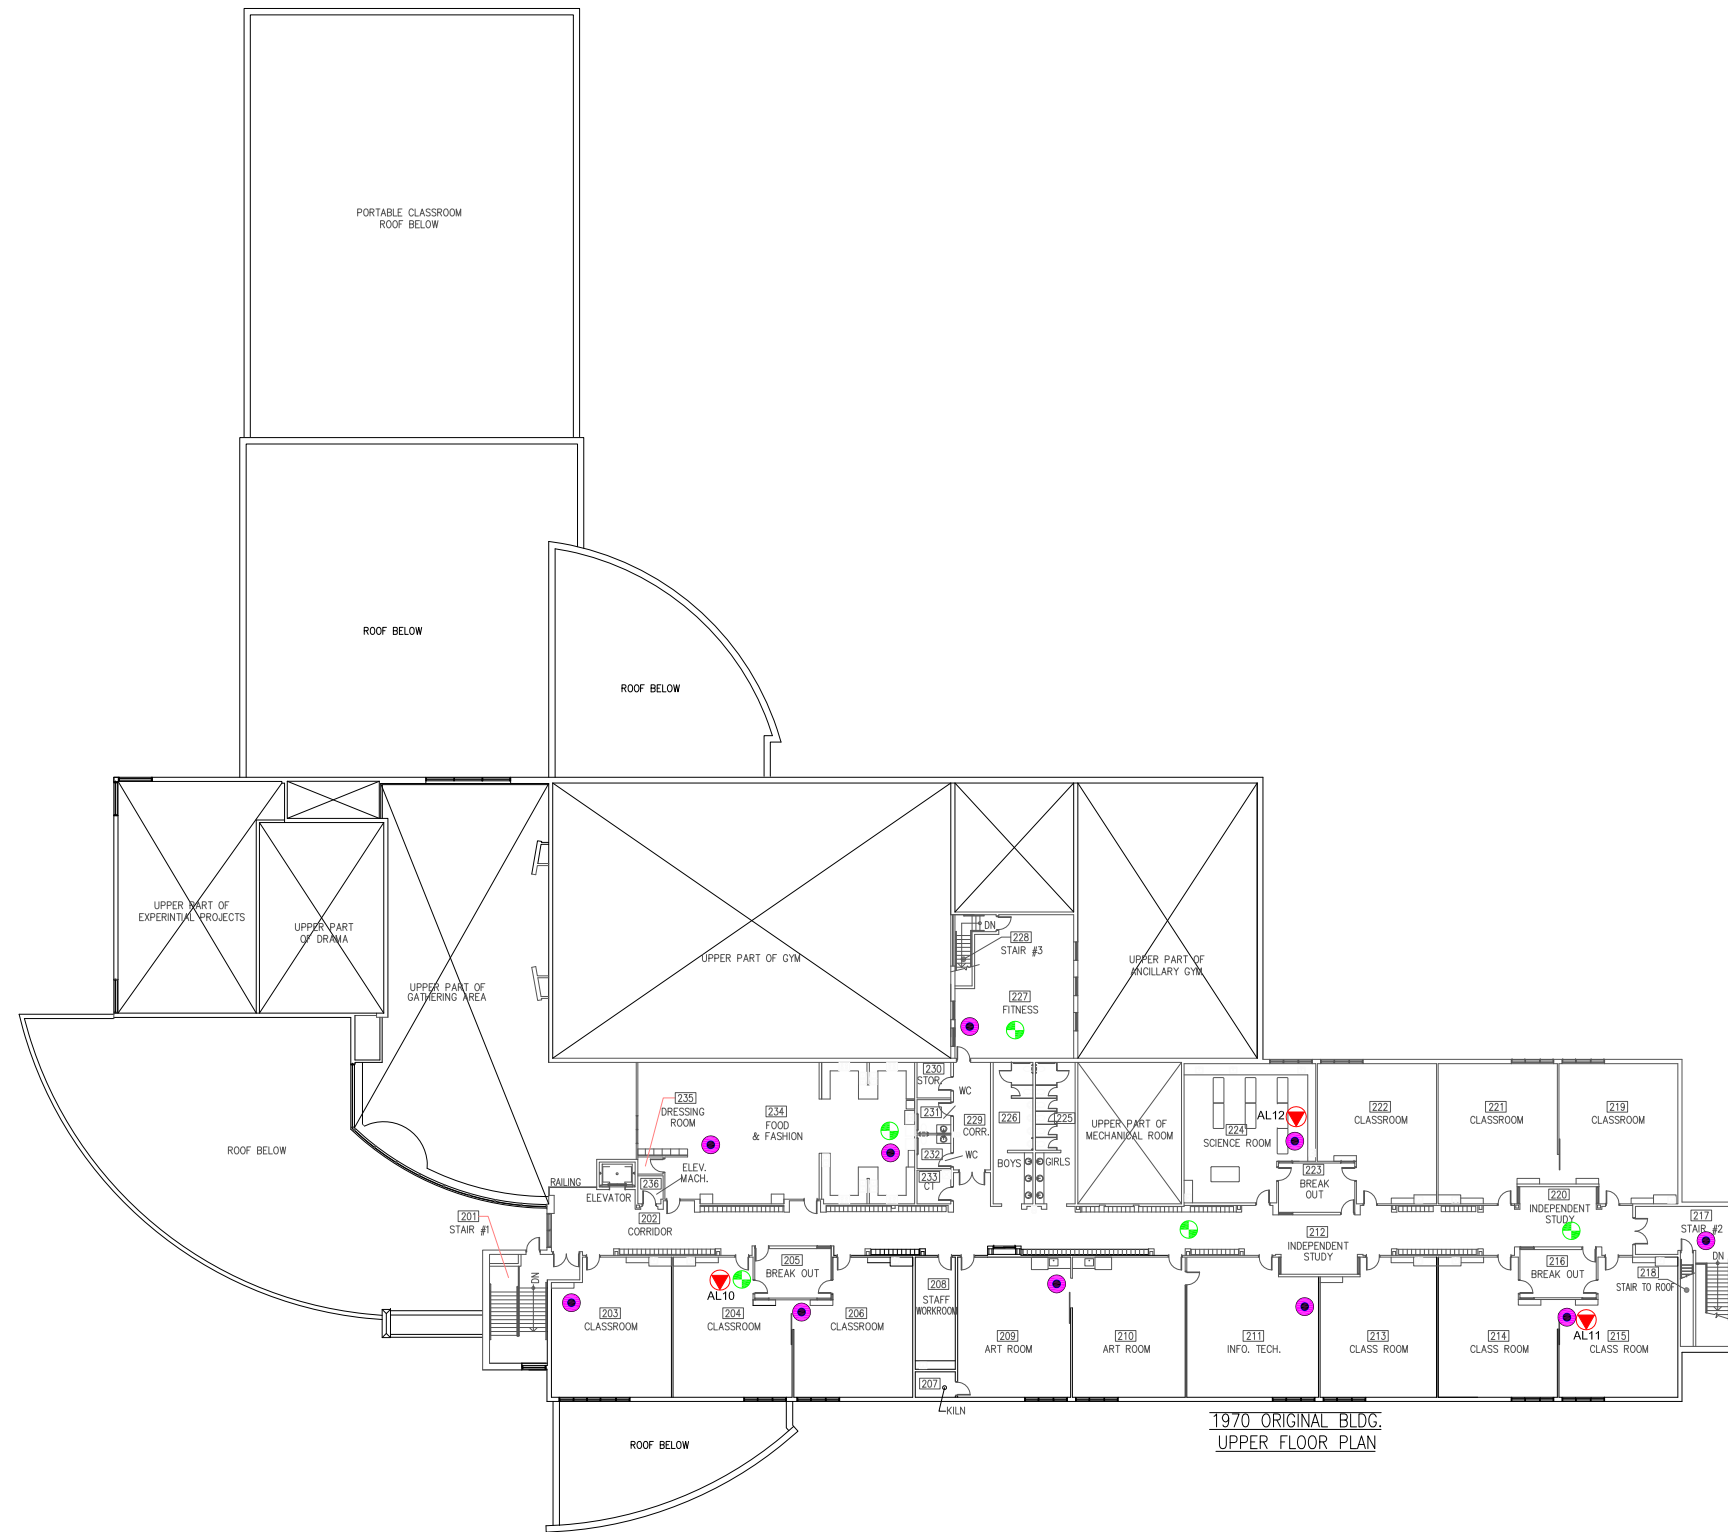 PORTABLE CLASSROOM
ROOF BELOW
ROOF BELOW
ROOF BELOW
UPPER PART OF
EXPERINTIAL PROJECTS
UPPER PART
OF DRAMA
UPPER PART OF
GATHERING AREA
UPPER PART OF GYM
DN
228
STAIR #3
227
FITNESS
UPPER PART OF
ANCILLARY GYM
ROOF BELOW
RAILING
ELEVATOR
235
DRESSING
ROOM
236
ELEV.
MACH.
234
FOOD
& FASHION
230
STOR.
231
WC
232
WC
233
CT
229
CORR.
226
BOYS
225
GIRLS
UPPER PART OF
MECHANICAL ROOM
AL12
224
SCIENCE ROOM
223
BREAK
OUT
222
CLASSROOM
221
CLASSROOM
219
CLASSROOM
220
INDEPENDENT
STUDY
217
STAIR #2
DN
218
STAIR TO ROOF
201
STAIR #1
DN
202
CORRIDOR
212
INDEPENDENT
STUDY
203
CLASSROOM
AL10
204
CLASSROOM
205
BREAK OUT
206
CLASSROOM
208
STAFF
WORKROOM
207
KILN
209
ART ROOM
210
ART ROOM
211
INFO. TECH.
213
CLASS ROOM
214
CLASS ROOM
216
BREAK OUT
AL11
215
CLASS ROOM
ROOF BELOW
1970 ORIGINAL BLDG.
UPPER FLOOR PLAN